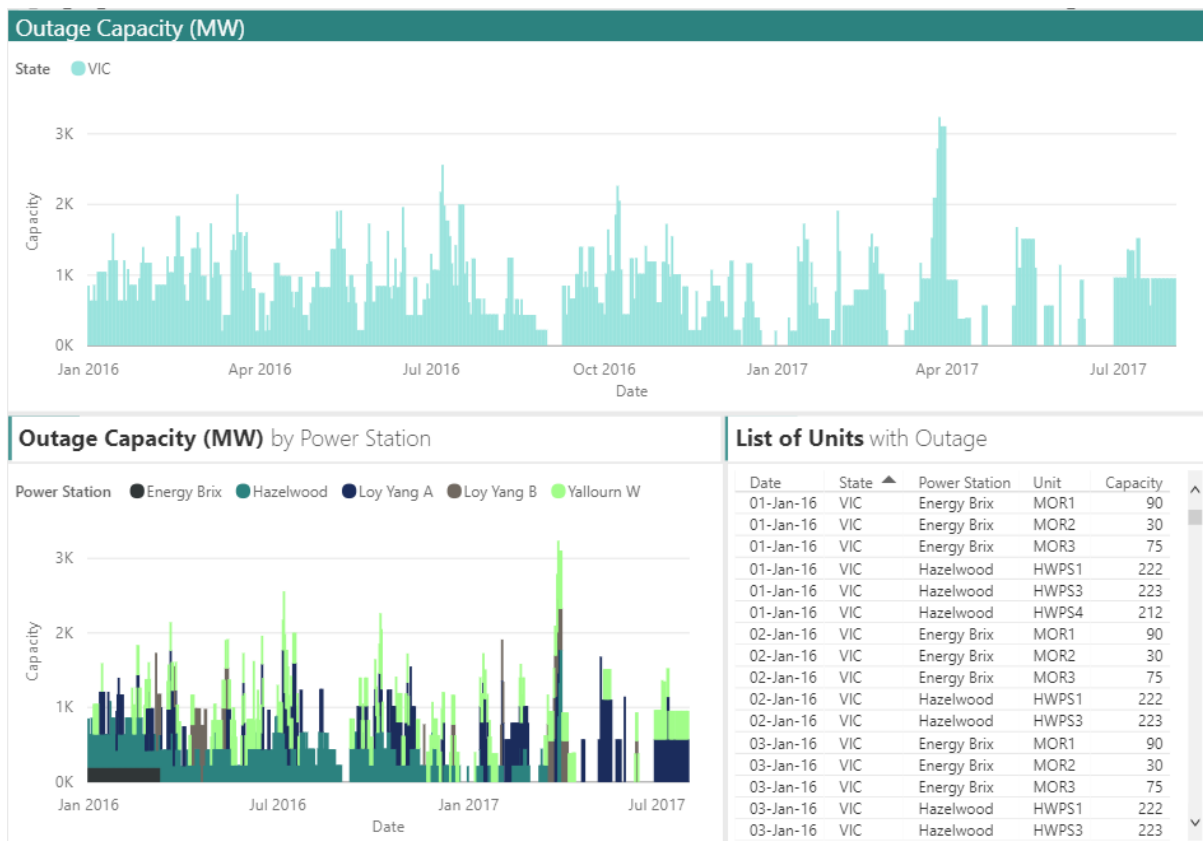 Outage Capacity (MW)
State VIC
3K
2K
1K
0K
Capacity
Jan 2016 Apr 2016 Jul 2016 Oct 2016 Jan 2017 Apr 2017 Jul 2017
Date
Outage Capacity (MW) by Power Station
Power Station Energy Brix Hazelwood Loy Yang A Loy Yang B Yallourn W
3K
2K
1K
0K
Capacity
Jan 2016 Jul 2016 Jan 2017 Jul 2017
Date
List of Units with Outage
Date State Power Station Unit Capacity
01-Jan-16 VIC Energy Brix MOR1 90
01-Jan-16 VIC Energy Brix MOR2 30
01-Jan-16 VIC Energy Brix MOR3 75
01-Jan-16 VIC Hazelwood HWPS1 222
01-Jan-16 VIC Hazelwood HWPS3 223
01-Jan-16 VIC Hazelwood HWPS4 212
02-Jan-16 VIC Energy Brix MOR1 90
02-Jan-16 VIC Energy Brix MOR2 30
02-Jan-16 VIC Energy Brix MOR3 75
02-Jan-16 VIC Hazelwood HWPS1 222
02-Jan-16 VIC Hazelwood HWPS3 223
03-Jan-16 VIC Energy Brix MOR1 90
03-Jan-16 VIC Energy Brix MOR2 30
03-Jan-16 VIC Energy Brix MOR3 75
03-Jan-16 VIC Hazelwood HWPS1 222
03-Jan-16 VIC Hazelwood HWPS3 223